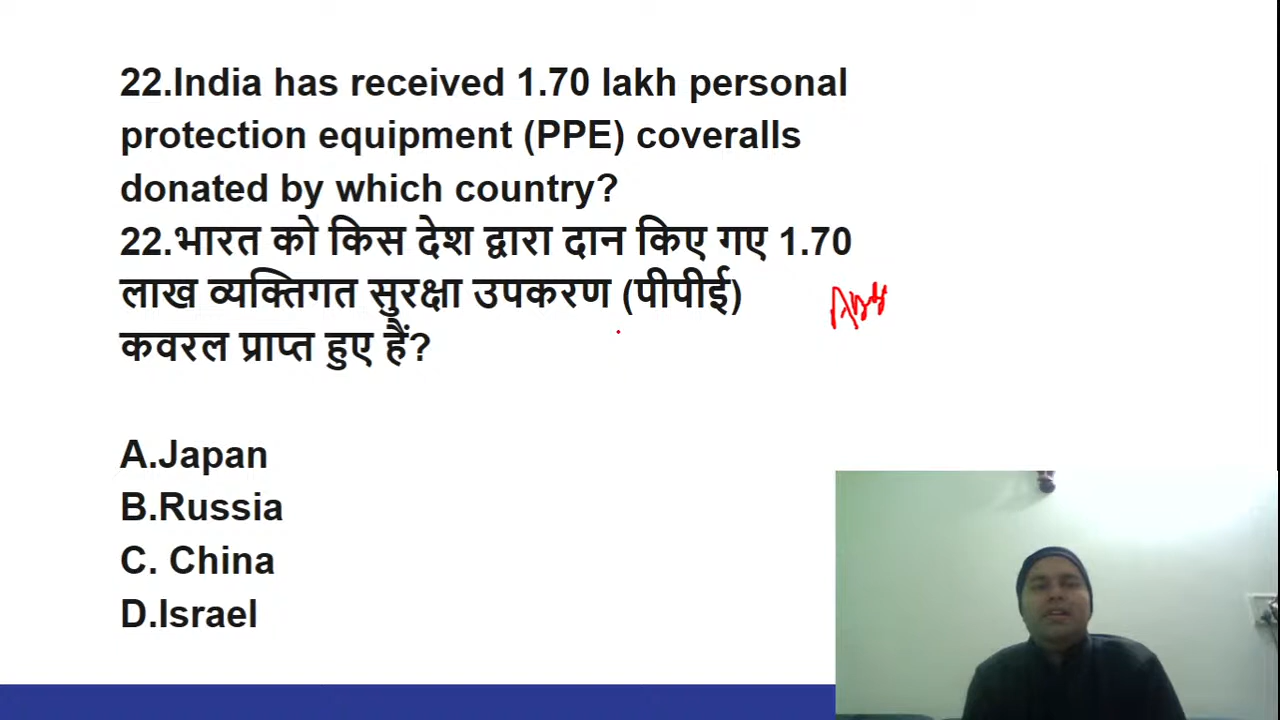 22.India has received 1.70 lakh personal
protection equipment (PPE) coveralls
donated by which country?
22.भारत को किस देश द्वारा दान किए गए 1.70
लाख व्यक्तिगत सुरक्षा उपकरण (पीपीई)
कवरल प्राप्त हुए हैं?
A.Japan
B.Russia
C. China
D.Israel